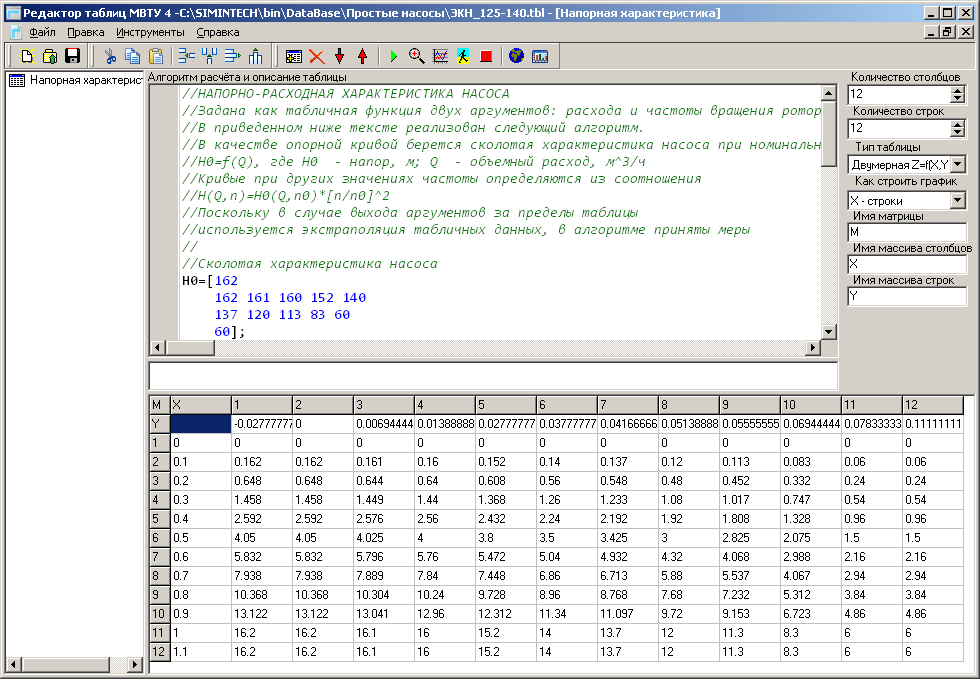 Редактор таблиц МВТУ 4 -C:\SIMINTECH\bin\DataBase\Простые насосы\ЭКН_125-140.tbl - [Напорная характеристика]
Файл Правка Инструменты Справка
Напорная характерист
Алгоритм расчёта и описание таблицы
//НАПОРНО-РАСХОДНАЯ ХАРАКТЕРИСТИКА НАСОСА
//Задана как табличная функция двух аргументов: расхода и частоты вращения ротор
//В приведенном ниже тексте реализован следующий алгоритм.
//В качестве опорной кривой берется сколотая характеристика насоса при номинальн
//H0=f(Q), где H0 - напор, м; Q - объемный расход, м^3/ч
//Кривые при других значениях частоты определяются из соотношения
//H(Q,n)=H0(Q,n0)*[n/n0]^2
//Поскольку в случае выхода аргументов за пределы таблицы
//используется экстраполяция табличных данных, в алгоритме приняты меры
//
//Сколотая характеристика насоса
H0=[162
162 161 160 152 140
137 120 113 83 60
60];
Количество столбцов
12
Количество строк
12
Тип таблицы
Двумерная Z=f(X,Y
Как строить график
X - строки
Имя матрицы
M
Имя массива столбцов
X
Имя массива строк
Y
M X 1 2 3 4 5 6 7 8 9 10 11 12
Y -0.02777777 0 0.00694444 0.01388888 0.02777777 0.03777777 0.04166666 0.05138888 0.05555555 0.06944444 0.07833333 0.11111111
1 0 0 0 0 0 0 0 0 0 0 0 0 0
2 0.1 0.162 0.162 0.161 0.16 0.152 0.14 0.137 0.12 0.113 0.083 0.06 0.06
3 0.2 0.648 0.648 0.644 0.64 0.608 0.56 0.548 0.48 0.452 0.332 0.24 0.24
4 0.3 1.458 1.458 1.449 1.44 1.368 1.26 1.233 1.08 1.017 0.747 0.54 0.54
5 0.4 2.592 2.592 2.576 2.56 2.432 2.24 2.192 1.92 1.808 1.328 0.96 0.96
6 0.5 4.05 4.05 4.025 4 3.8 3.5 3.425 3 2.825 2.075 1.5 1.5
7 0.6 5.832 5.832 5.796 5.76 5.472 5.04 4.932 4.32 4.068 2.988 2.16 2.16
8 0.7 7.938 7.938 7.889 7.84 7.448 6.86 6.713 5.88 5.537 4.067 2.94 2.94
9 0.8 10.368 10.368 10.304 10.24 9.728 8.96 8.768 7.68 7.232 5.312 3.84 3.84
10 0.9 13.122 13.122 13.041 12.96 12.312 11.34 11.097 9.72 9.153 6.723 4.86 4.86
11 1 16.2 16.2 16.1 16 15.2 14 13.7 12 11.3 8.3 6 6
12 1.1 16.2 16.2 16.1 16 15.2 14 13.7 12 11.3 8.3 6 6